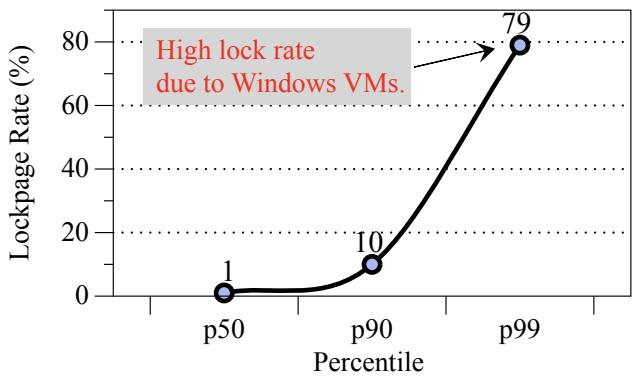 Lockpage Rate (%)
80
60
40
20
0
High lock rate
due to Windows VMs.
79
10
1
p50
p90
p99
Percentile